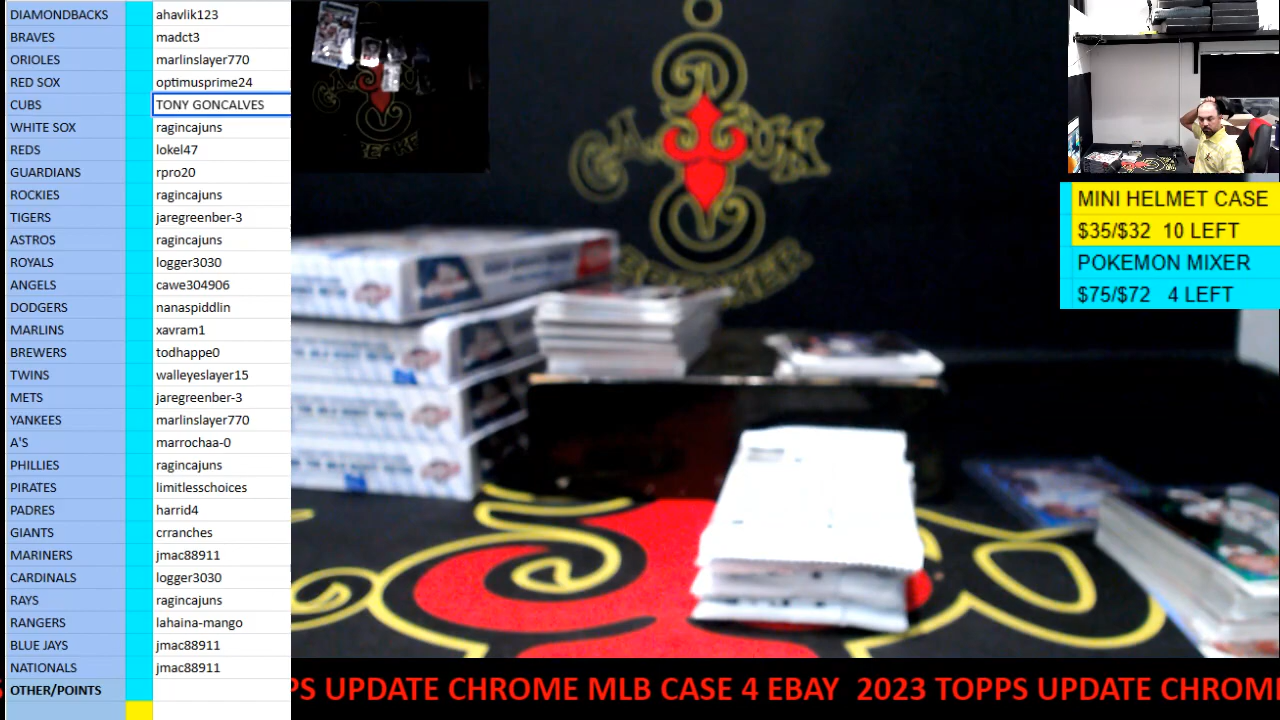 DIAMONDBACKS ahavlik123
BRAVES madct3
ORIOLES marlinslayer770
RED SOX optimusprime24
CUBS TONY GONCALVES
WHITE SOX ragincajuns
REDS lokel47
GUARDIANS rpro20
ROCKIES ragincajuns
TIGERS jaregreenber-3
ASTROS ragincajuns
ROYALS logger3030
ANGELS cawe304906
DODGERS nanaspiddlin
MARLINS xavram1
BREWERS todhappe0
TWINS walleyeslayer15
METS jaregreenber-3
YANKEES marlinslayer770
A'S marrochaa-0
PHILLIES ragincajuns
PIRATES limitlesschoices
PADRES harrid4
GIANTS crranches
MARINERS jmac88911
CARDINALS logger3030
RAYS ragincajuns
RANGERS lahaina-mango
BLUE JAYS jmac88911
NATIONALS jmac88911
OTHER/POINTS
MINI HELMET CASE
$35/$32 10 LEFT
POKEMON MIXER
$75/$72 4 LEFT
PS UPDATE CHROME MLB CASE 4 EBAY 2023 TOPPS UPDATE CHROM